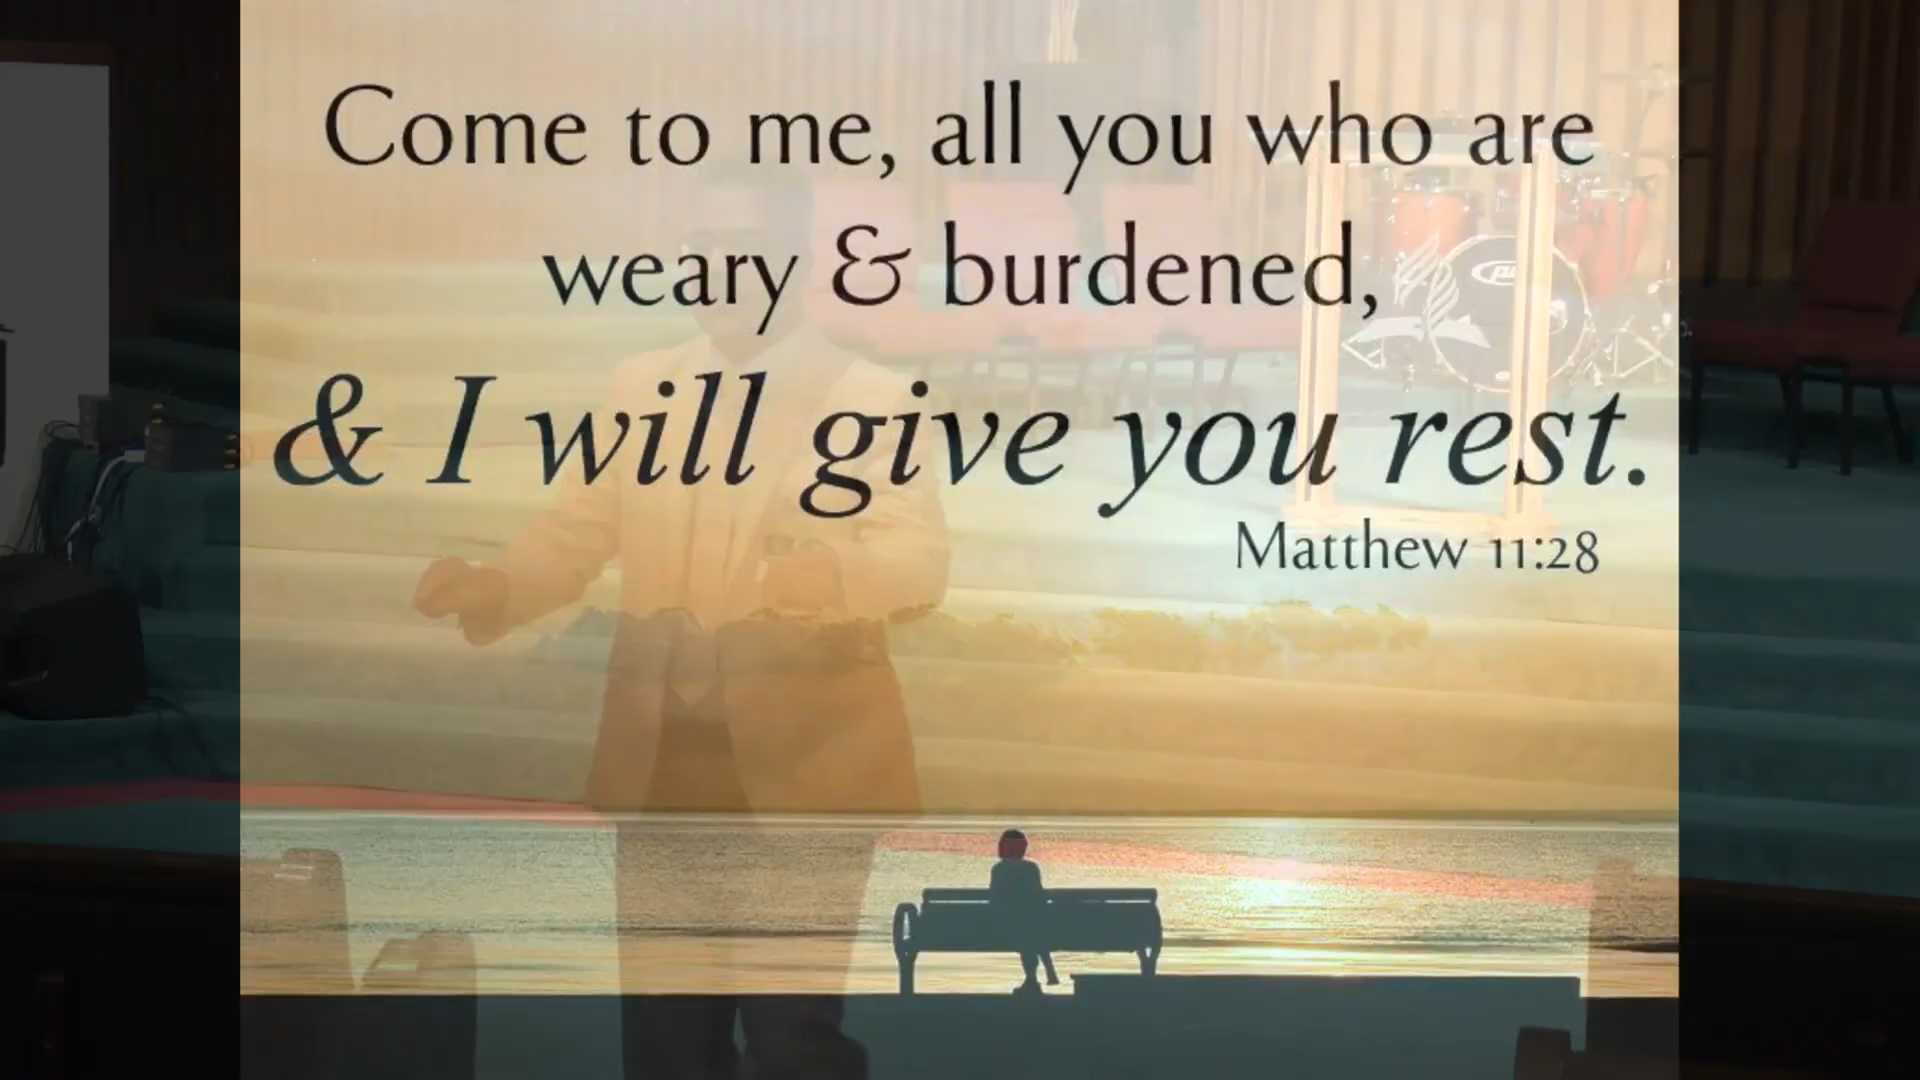 Come to me, all you who are
weary & burdened,
& I will give you rest.
Matthew 11:28